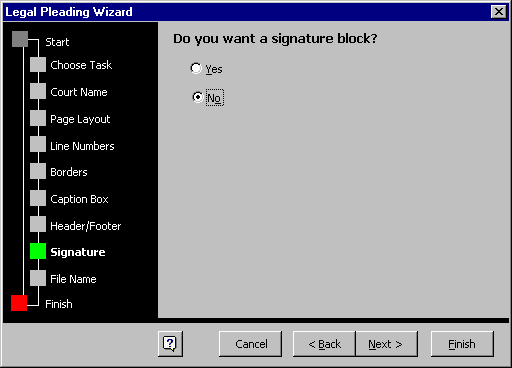 Legal Pleading Wizard
Start
Choose Task
Court Name
Page Layout
Line Numbers
Borders
Caption Box
Header/Footer
Signature
File Name
Finish
Do you want a signature block?
Yes
No
?
Cancel
< Back
Next >
Finish